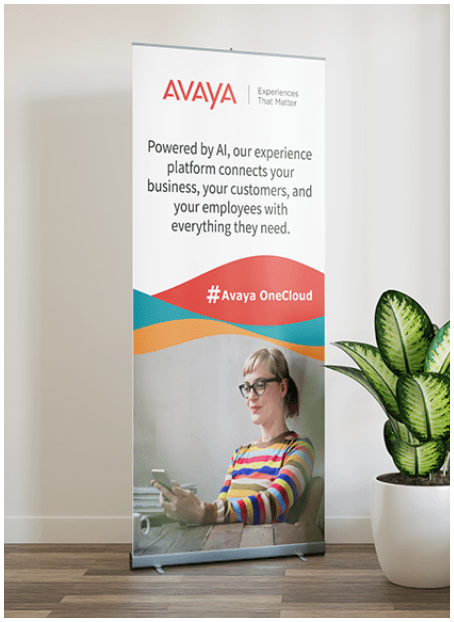 AVAYA
Experiences
That Matter
Powered by AI, our experience
platform connects your
business, your customers, and
your employees with
everything they need.
#Avaya OneCloud